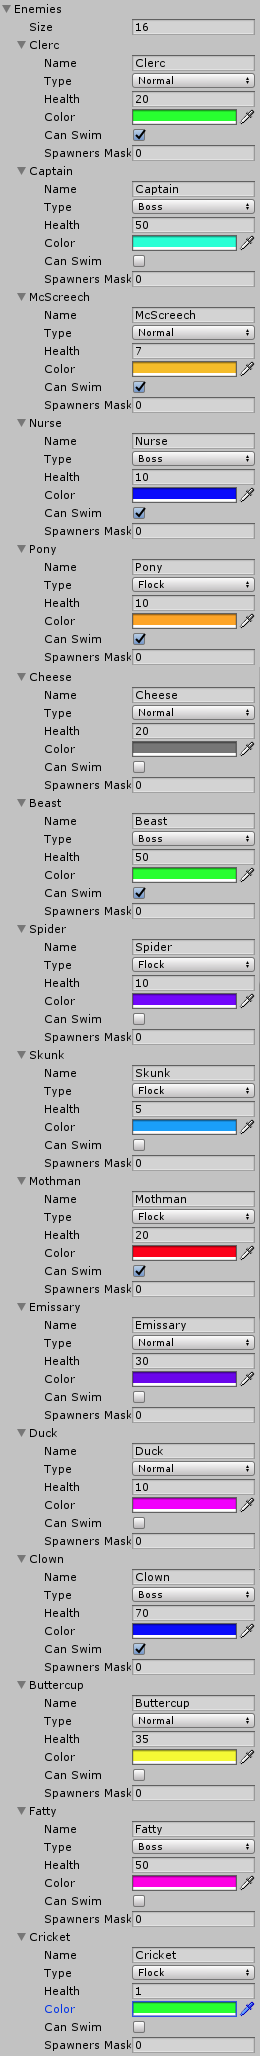 Enemies
Size 16
Clerc
Name Clerc
Type Normal
Health 20
Color
Can Swim
Spawners Mask 0
Captain
Name Captain
Type Boss
Health 50
Color
Can Swim
Spawners Mask 0
McScreech
Name McScreech
Type Normal
Health 7
Color
Can Swim
Spawners Mask 0
Nurse
Name Nurse
Type Boss
Health 10
Color
Can Swim
Spawners Mask 0
Pony
Name Pony
Type Flock
Health 10
Color
Can Swim
Spawners Mask 0
Cheese
Name Cheese
Type Normal
Health 20
Color
Can Swim
Spawners Mask 0
Beast
Name Beast
Type Boss
Health 50
Color
Can Swim
Spawners Mask 0
Spider
Name Spider
Type Flock
Health 10
Color
Can Swim
Spawners Mask 0
Skunk
Name Skunk
Type Flock
Health 5
Color
Can Swim
Spawners Mask 0
Mothman
Name Mothman
Type Flock
Health 20
Color
Can Swim
Spawners Mask 0
Emissary
Name Emissary
Type Normal
Health 30
Color
Can Swim
Spawners Mask 0
Duck
Name Duck
Type Normal
Health 10
Color
Can Swim
Spawners Mask 0
Clown
Name Clown
Type Boss
Health 70
Color
Can Swim
Spawners Mask 0
Buttercup
Name Buttercup
Type Normal
Health 35
Color
Can Swim
Spawners Mask 0
Fatty
Name Fatty
Type Boss
Health 50
Color
Can Swim
Spawners Mask 0
Cricket
Name Cricket
Type Flock
Health 1
Color
Can Swim
Spawners Mask 0